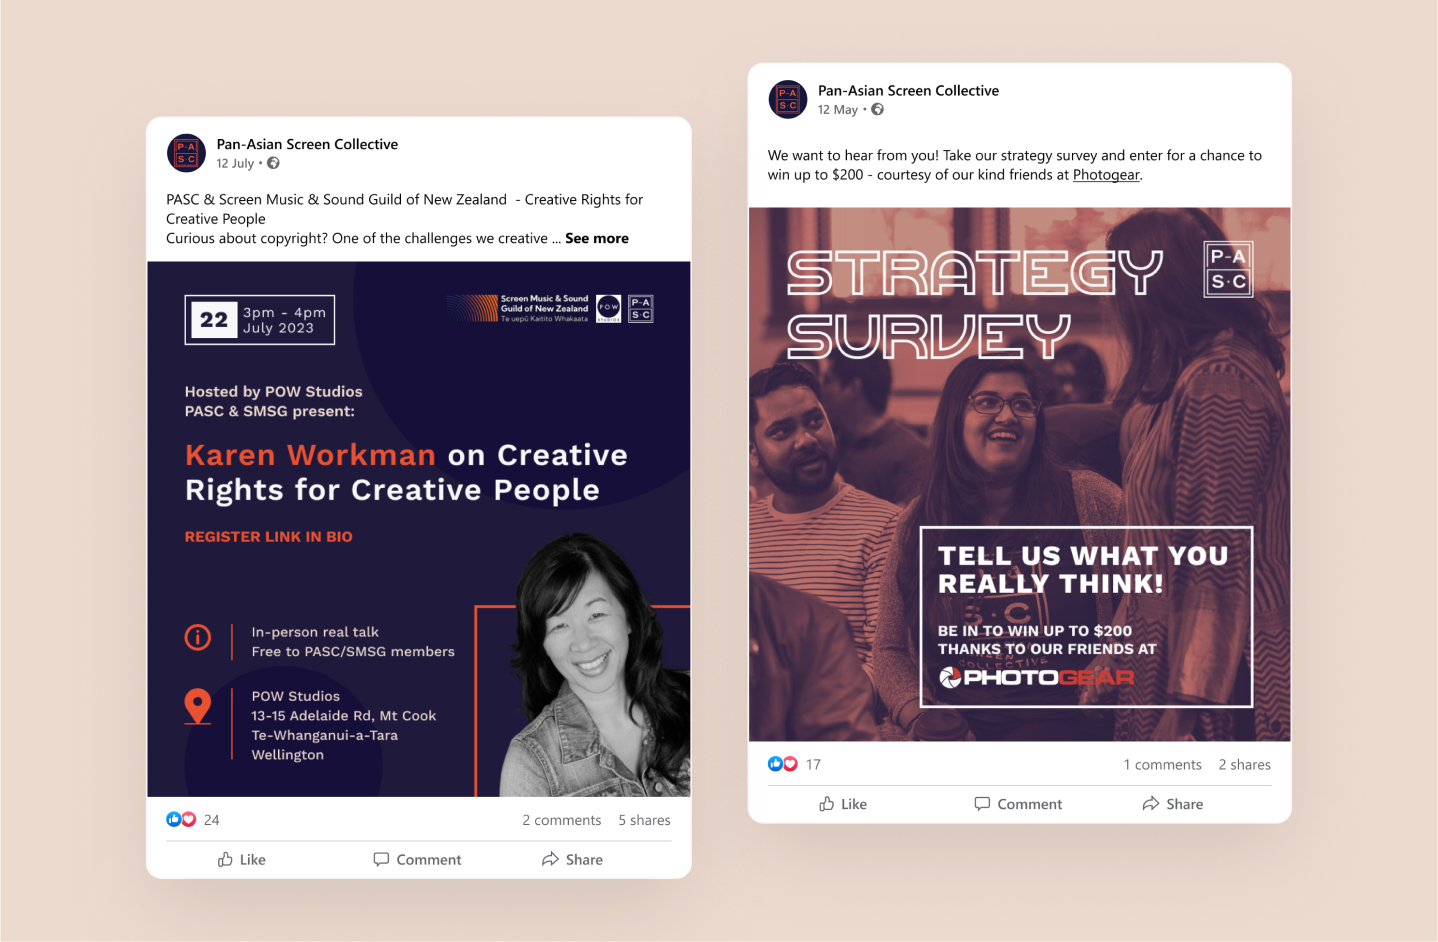 P-A
S·C
Pan-Asian Screen Collective
12 July •
PASC & Screen Music & Sound Guild of New Zealand - Creative Rights for
Creative People
Curious about copyright? One of the challenges we creative ... See more
22
3pm - 4pm
July 2023
Screen Music & Sound
Guild of New Zealand
Te uepū Kaitito Whakaata
POW
STUDIOS
P-A
S·C
Hosted by POW Studios
PASC & SMSG present:
Karen Workman on Creative
Rights for Creative People
REGISTER LINK IN BIO
In-person real talk
Free to PASC/SMSG members
POW Studios
13-15 Adelaide Rd, Mt Cook
Te-Whanganui-a-Tara
Wellington
24
2 comments 5 shares
Like Comment Share
P-A
S·C
Pan-Asian Screen Collective
12 May •
We want to hear from you! Take our strategy survey and enter for a chance to
win up to $200 - courtesy of our kind friends at Photogear.
STRATEGY
SURVEY
P-A
S·C
TELL US WHAT YOU
REALLY THINK!
S·C
BE IN TO WIN UP TO $200
THANKS TO OUR FRIENDS AT
COLLECTIVE
PHOTOGEAR
17
1 comments 2 shares
Like Comment Share